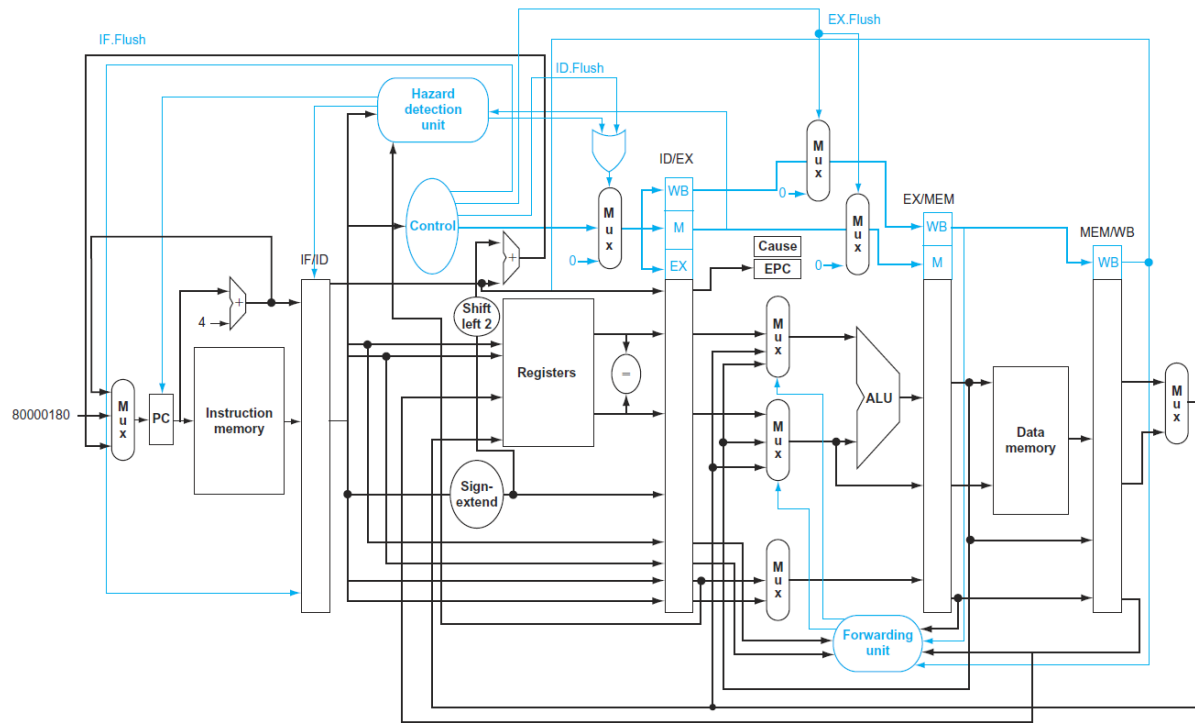 IF.Flush
EX.Flush
ID.Flush
Hazard
detection
unit
M
u
x
ID/EX
WB
0
EX/MEM
Control
M
u
x
M
M
u
x
WB
MEM/WB
Cause
IF/ID
+
0
EX
EPC
0
M
WB
+
Shift
left 2
4
M
u
x
Registers
=
M
u
x
PC
Instruction
memory
ALU
M
u
x
80000180
M
u
x
Data
memory
Sign-
extend
M
u
x
Forwarding
unit